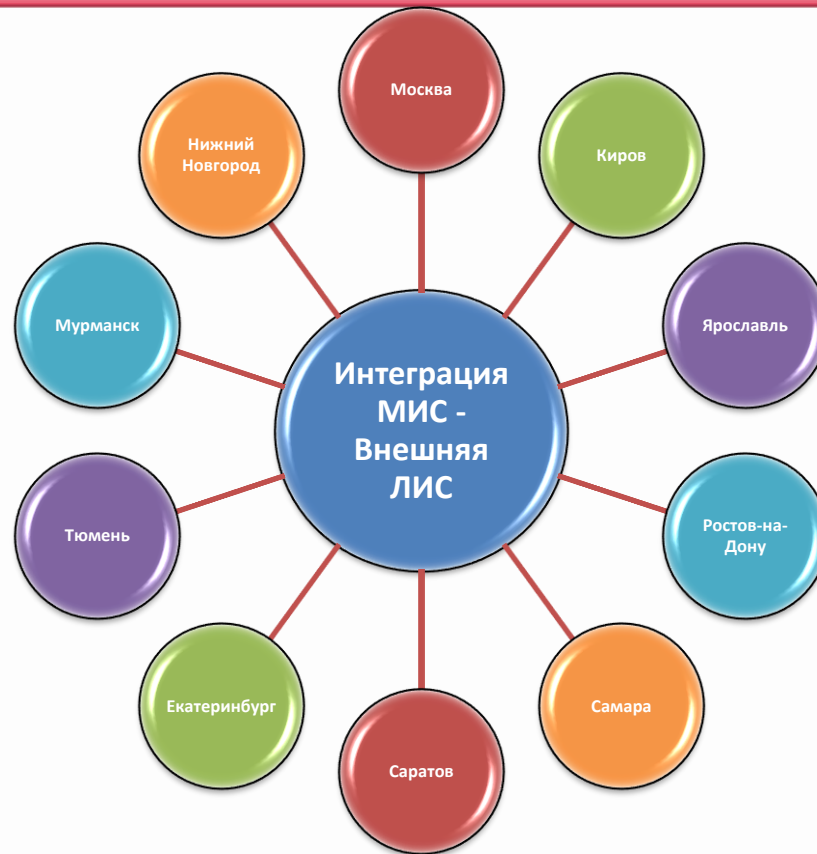 Москва
Нижний
Новгород
Киров
Мурманск
Ярославль
Интеграция
МИС -
Внешняя
ЛИС
Тюмень
Ростов-на-
Дону
Екатеринбург
Самара
Саратов